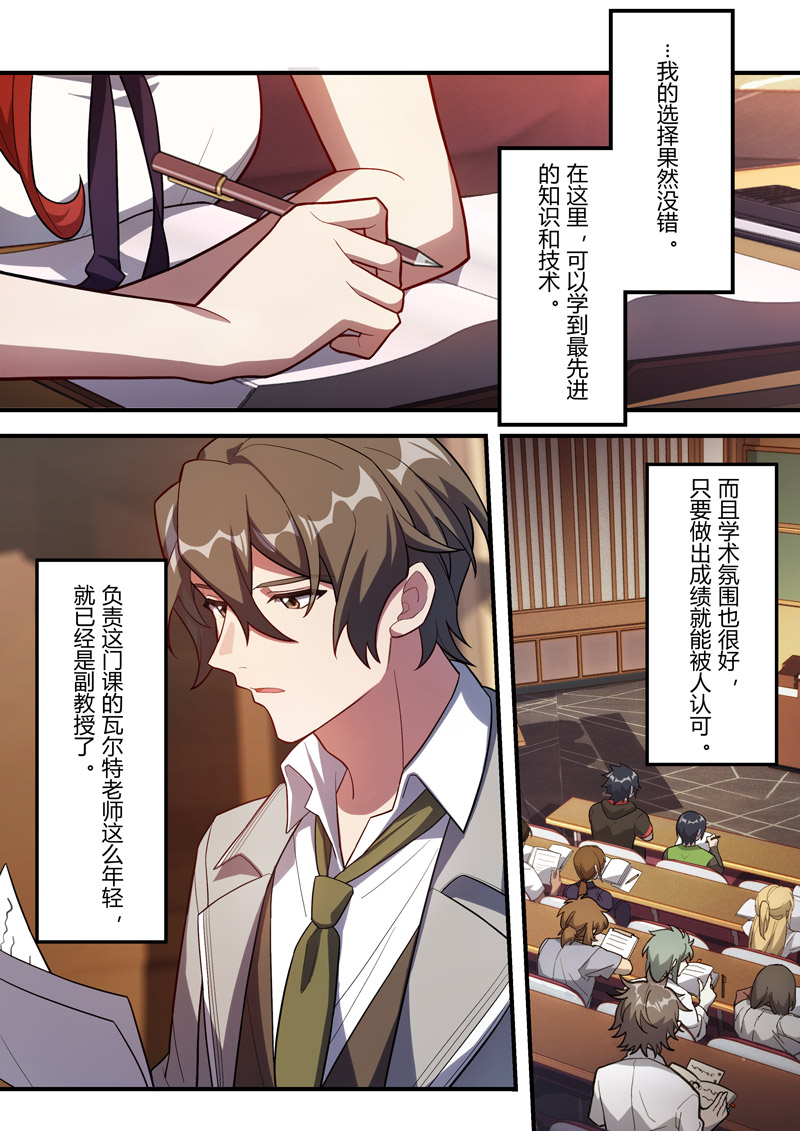 …我的选择果然没错。
在这里，可以学到最先进
的知识和技术。
而且学术氛围也很好，
只要做出成绩就能被人认可。
负责这门课的瓦尔特老师这么年轻，
就已经是副教授了。